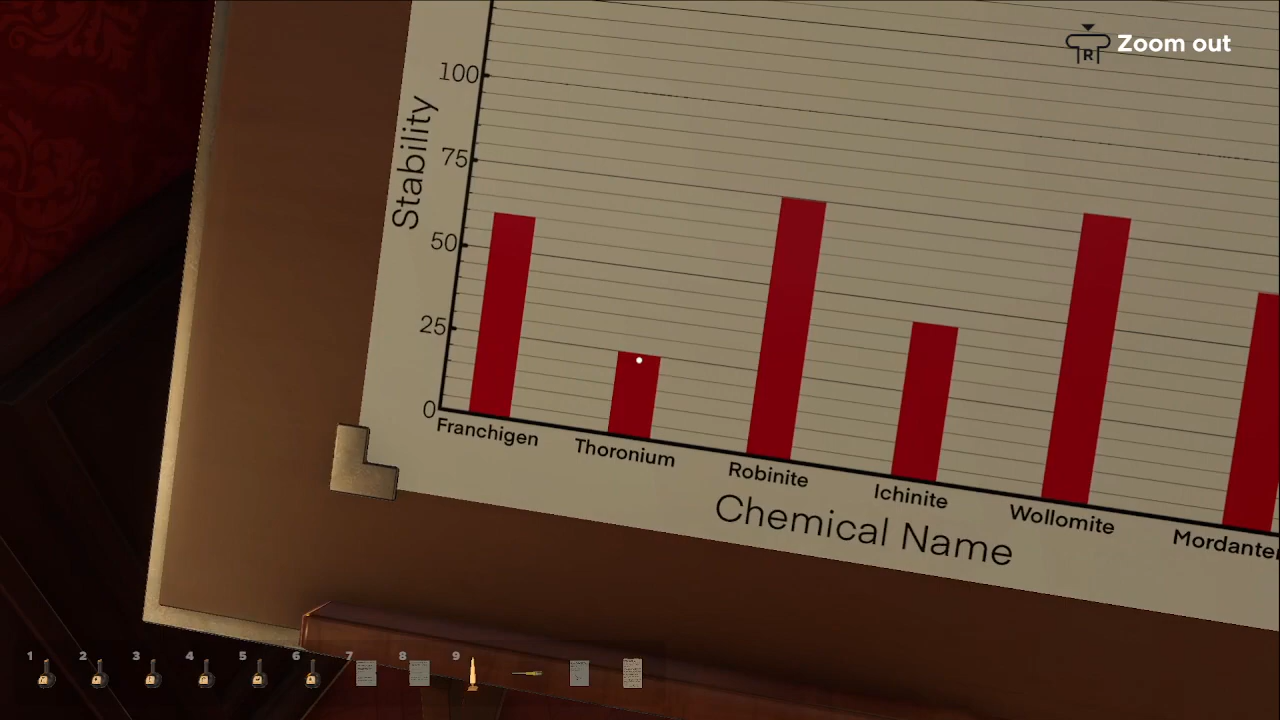 R Zoom out
100
75
50
25
0
Stability
Franchigen Thoronium Robinite Ichinite Wollomite
Chemical Name
1 2 3 4 5 6 7 8 9